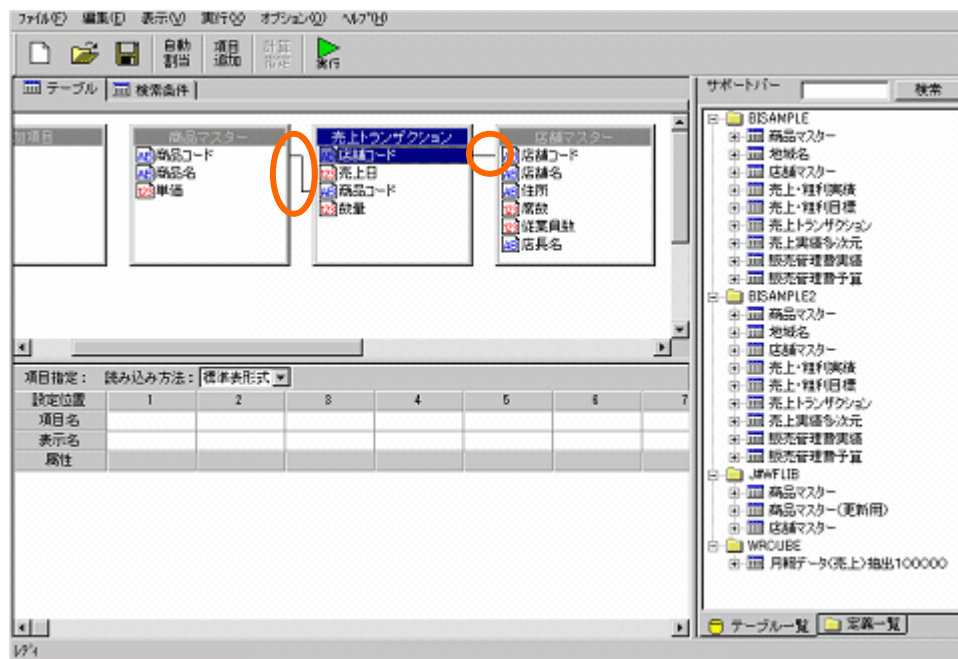 ファイル(F) 編集(E) 表示(V) 実行(X) オプション(O) ヘルプ(H)
自動割当 項目追加 計算指定 実行
テーブル 検索条件
サポートバー 検索
加項目 商品マスター 売上トランザクション 店舗マスター
商品コード
商品名
単価
店舗コード
売上日
商品コード
数量
店舗コード
店舗名
住所
席数
従業員数
店長名
項目指定： 読み込み方法： 標準表形式
設定位置 1 2 3 4 5 6 7
項目名
表示名
属性
BISAMPLE
商品マスター
地域名
店舗マスター
売上・粗利実績
売上・粗利目標
売上トランザクション
売上実績多次元
販売管理費実績
販売管理費予算
BISAMPLE2
商品マスター
地域名
店舗マスター
売上・粗利実績
売上・粗利目標
売上トランザクション
売上実績多次元
販売管理費実績
販売管理費予算
J#WFLIB
商品マスター
商品マスター(更新用)
店舗マスター
WRCUBE
月報データ(売上)抽出100000
テーブル一覧 定義一覧
レディ